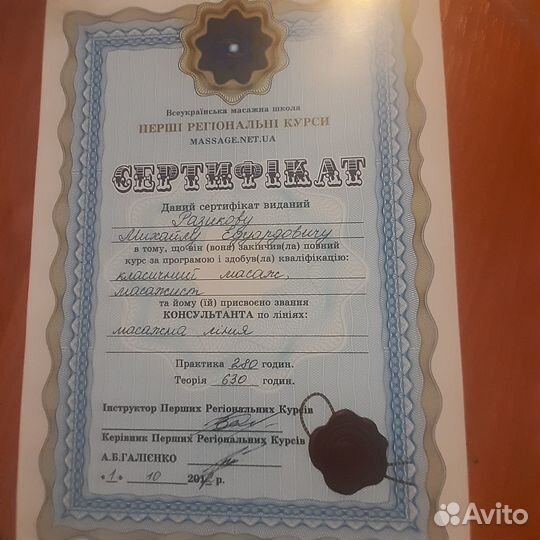 Всеукраїнська масажна школа
ПЕРШІ РЕГІОНАЛЬНІ КУРСИ
MASSAGE.NET.UA
СЕРТИФІКАТ
Даний сертифікат виданий
Разикову
Михайлу Едуардовичу
в тому, що він (вона) закінчив(ла) повний
курс за програмою і здобув(ла) кваліфікацію:
класичний масаж,
масажист
та йому (їй) присвоєно звання
КОНСУЛЬТАНТА по лініях:
масажна лінія
Практика 280 годин.
Теорія 630 годин.
Інструктор Перших Регіональних Курсів
Керівник Перших Регіональних Курсів
А.Б.ГАЛІЄНКО
«1» 10 201 р.
Avito